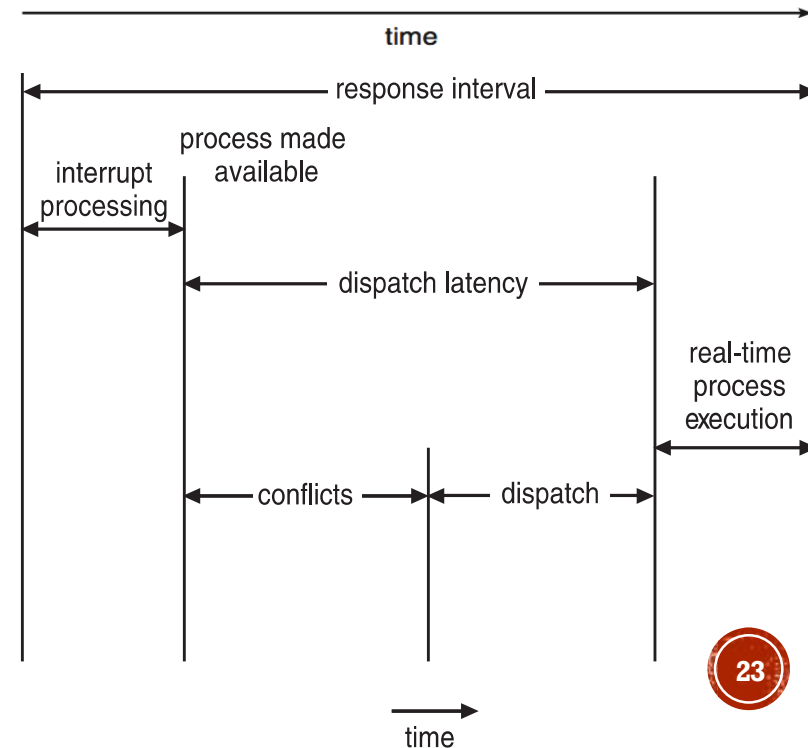 time
response interval
process made
available
interrupt
processing
dispatch latency
real-time
process
execution
conflicts
dispatch
23
time